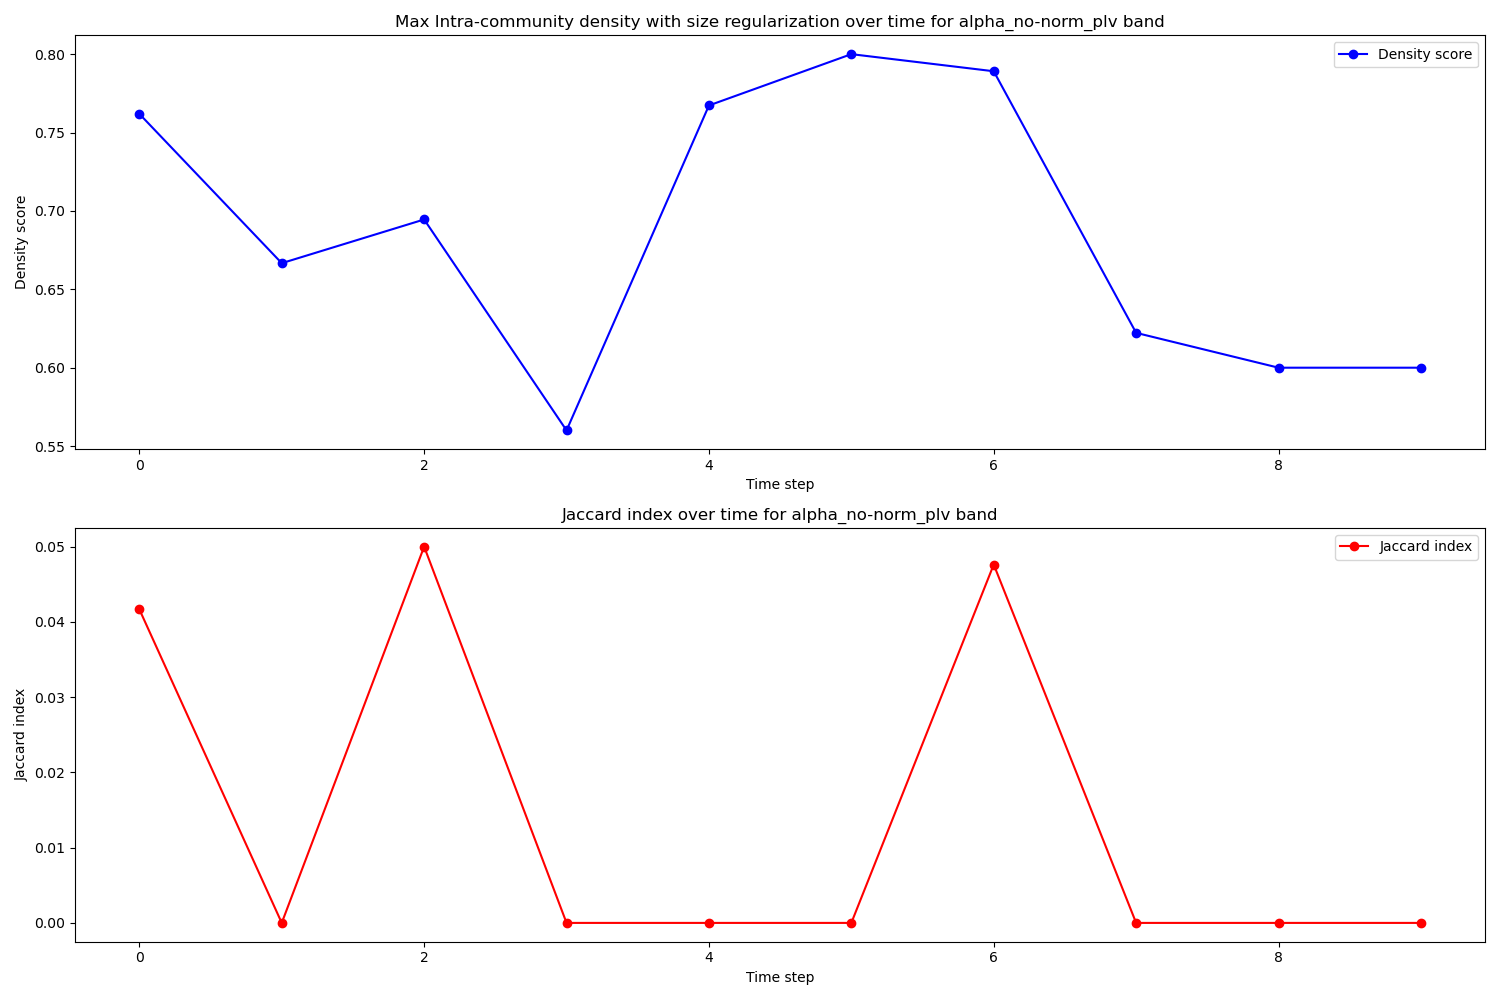 Max Intra-community density with size regularization over time for alpha_no-norm_plv band
Density score
0.80
0.75
0.70
0.65
0.60
0.55
Density score
0 2 4 6 8
Time step
Jaccard index over time for alpha_no-norm_plv band
Jaccard index
0.05
0.04
0.03
0.02
0.01
0.00
Jaccard index
0 2 4 6 8
Time step